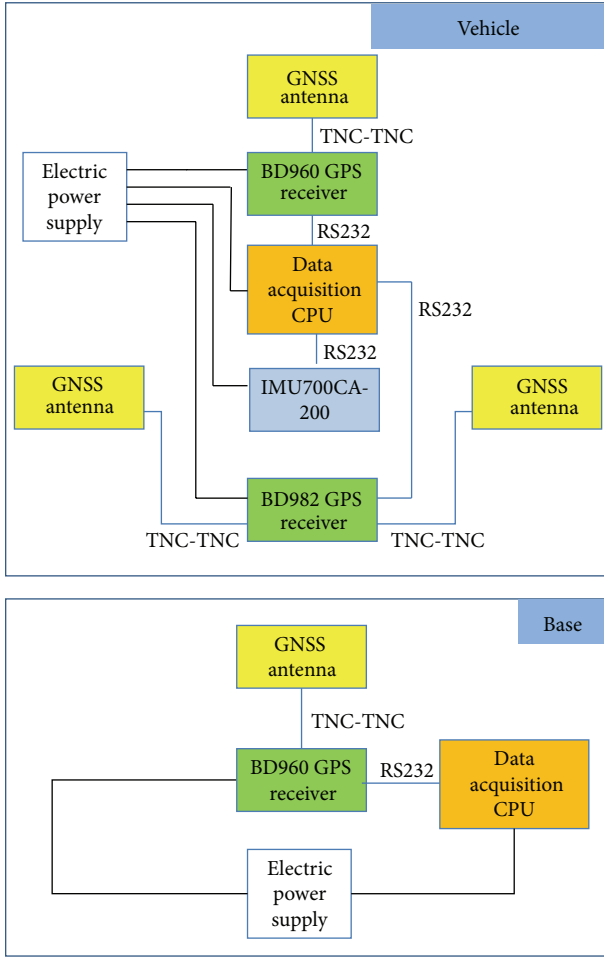 Vehicle
GNSS
antenna
TNC-TNC
Electric
power
supply
BD960 GPS
receiver
RS232
Data
acquisition
CPU
RS232
RS232
GNSS
antenna
IMU700CA-
200
GNSS
antenna
BD982 GPS
receiver
TNC-TNC
TNC-TNC
Base
GNSS
antenna
TNC-TNC
BD960 GPS
receiver
RS232
Data
acquisition
CPU
Electric
power
supply